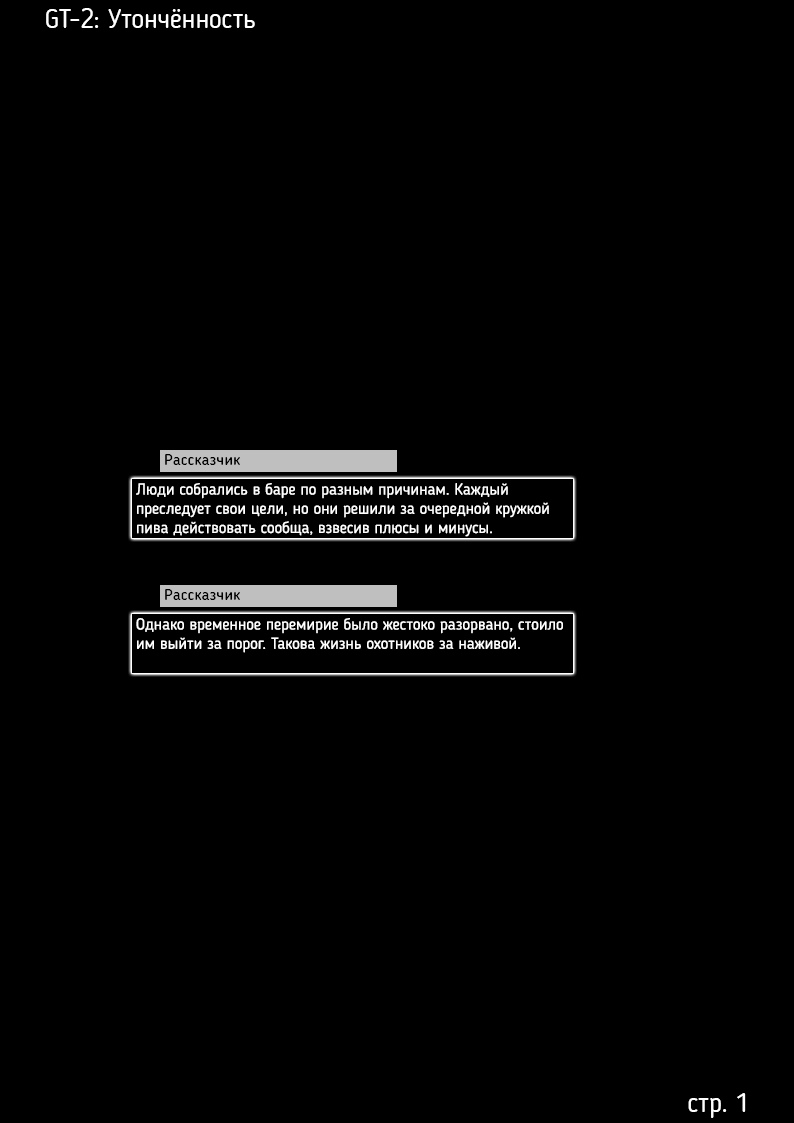 GT-2: Утончённость
Рассказчик
Люди собрались в баре по разным причинам. Каждый
преследует свои цели, но они решили за очередной кружкой
пива действовать сообща, взвесив плюсы и минусы.
Рассказчик
Однако временное перемирие было жестоко разорвано, стоило
им выйти за порог. Такова жизнь охотников за наживой.
стр. 1